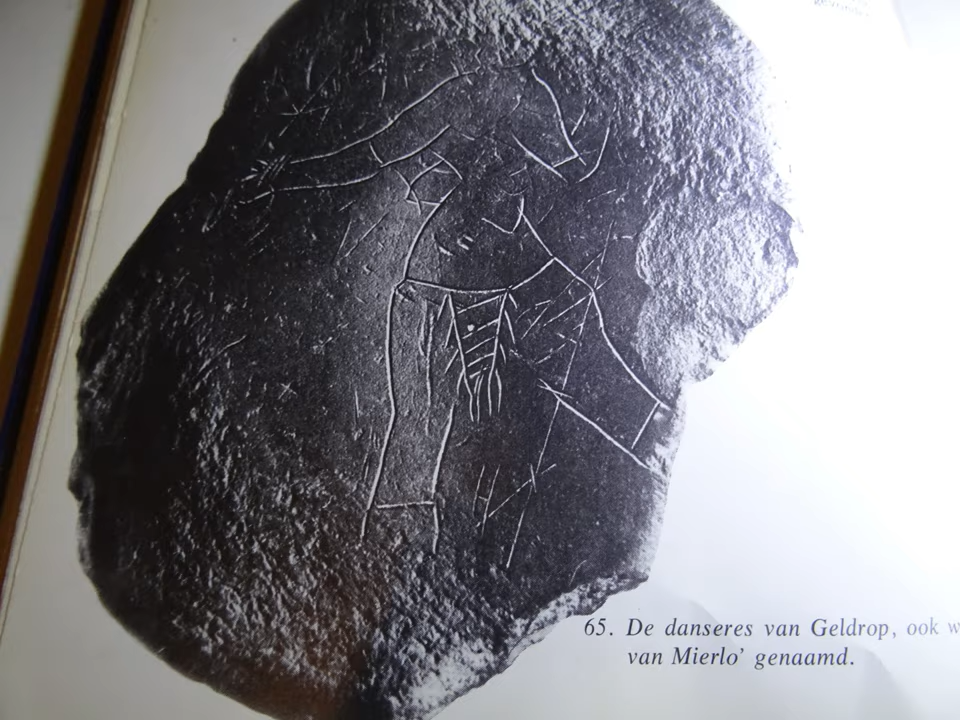 65. De danseres van Geldrop, ook
van Mierlo' genaamd.